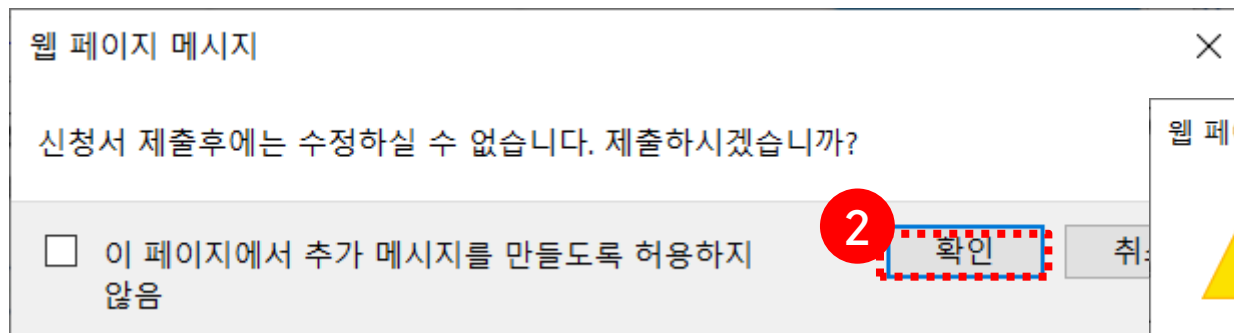 웹 페이지 메시지
신청서 제출후에는 수정하실 수 없습니다. 제출하시겠습니까?
웹
2
확인
이 페이지에서 추가 메시지를 만들도록 허용하지
않음